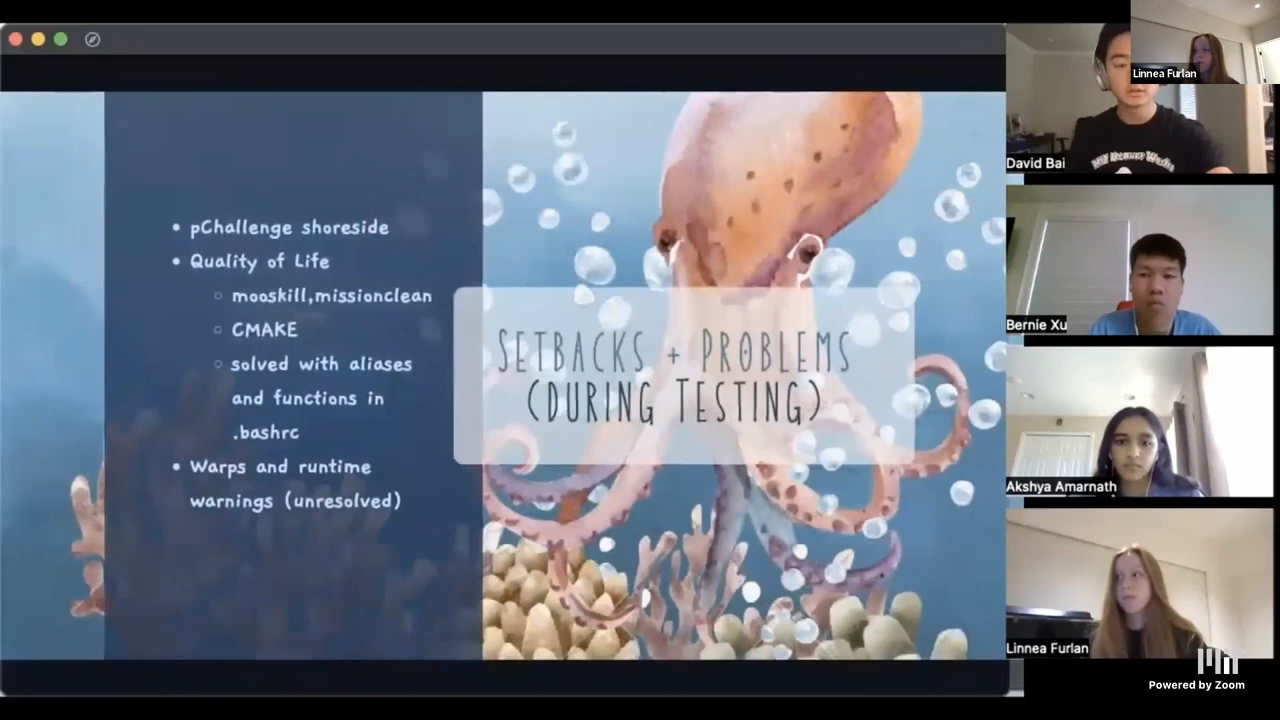 • pChallenge shoreside
• Quality of Life
◦ mooskill,missionclean
◦ CMAKE
◦ solved with aliases
and functions in
.bashrc
• Warps and runtime
warnings (unresolved)
SETBACKS + PROBLEMS
(DURING TESTING)
Linnea Furlan
David Bai
Bernie Xu
Akshya Amarnath
Linnea Furlan
Powered by Zoom